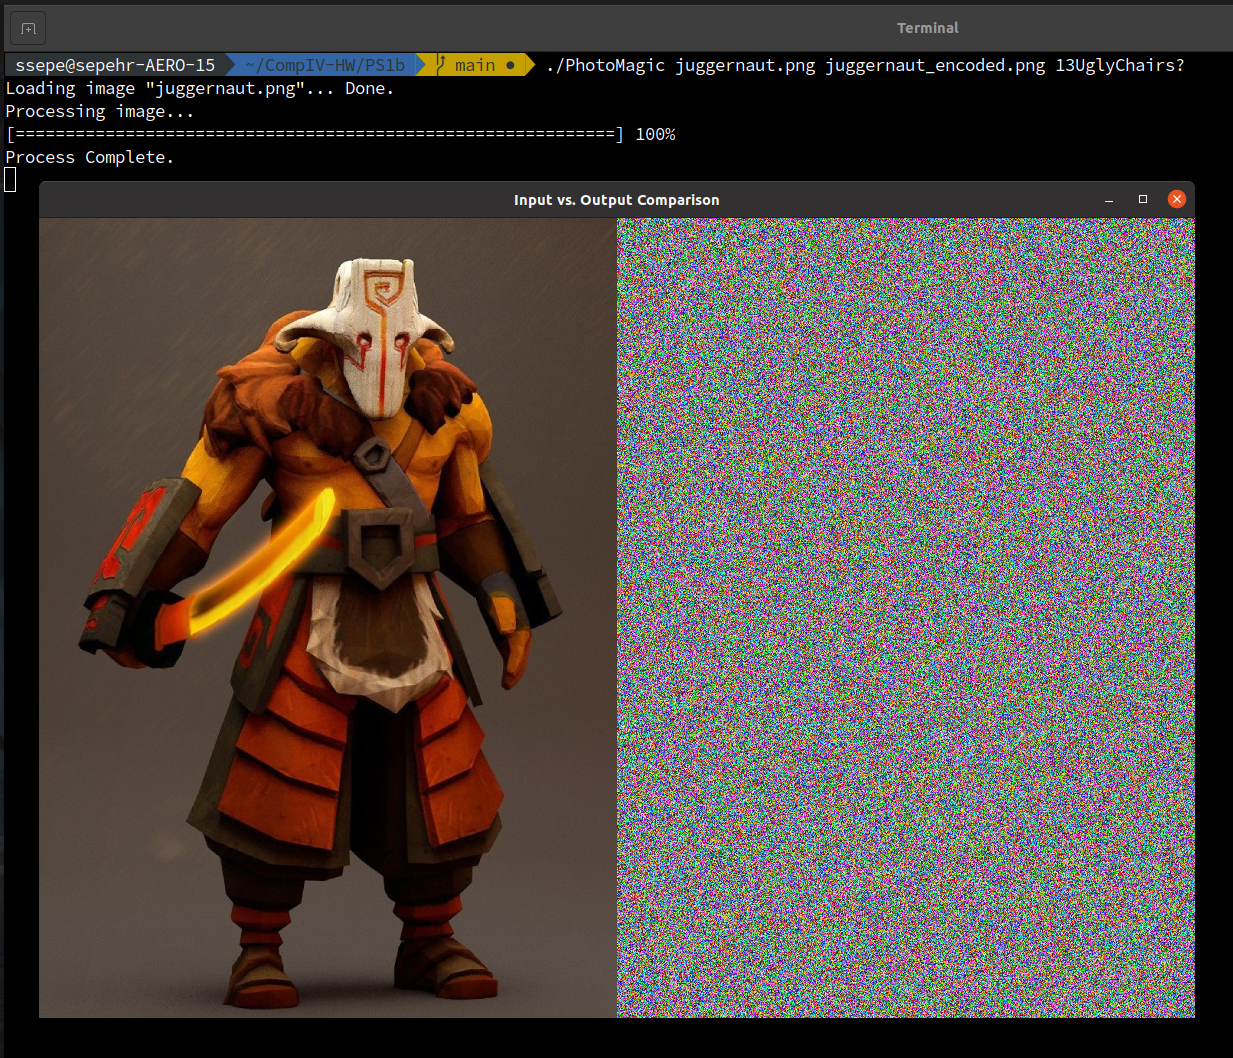 Terminal
ssepe@sepehr-AERO-15 ~/CompIV-HW/PS1b main ● ./PhotoMagic juggernaut.png juggernaut_encoded.png 13UglyChairs?
Loading image "juggernaut.png"... Done.
Processing image...
[============================================================] 100%
Process Complete.
Input vs. Output Comparison